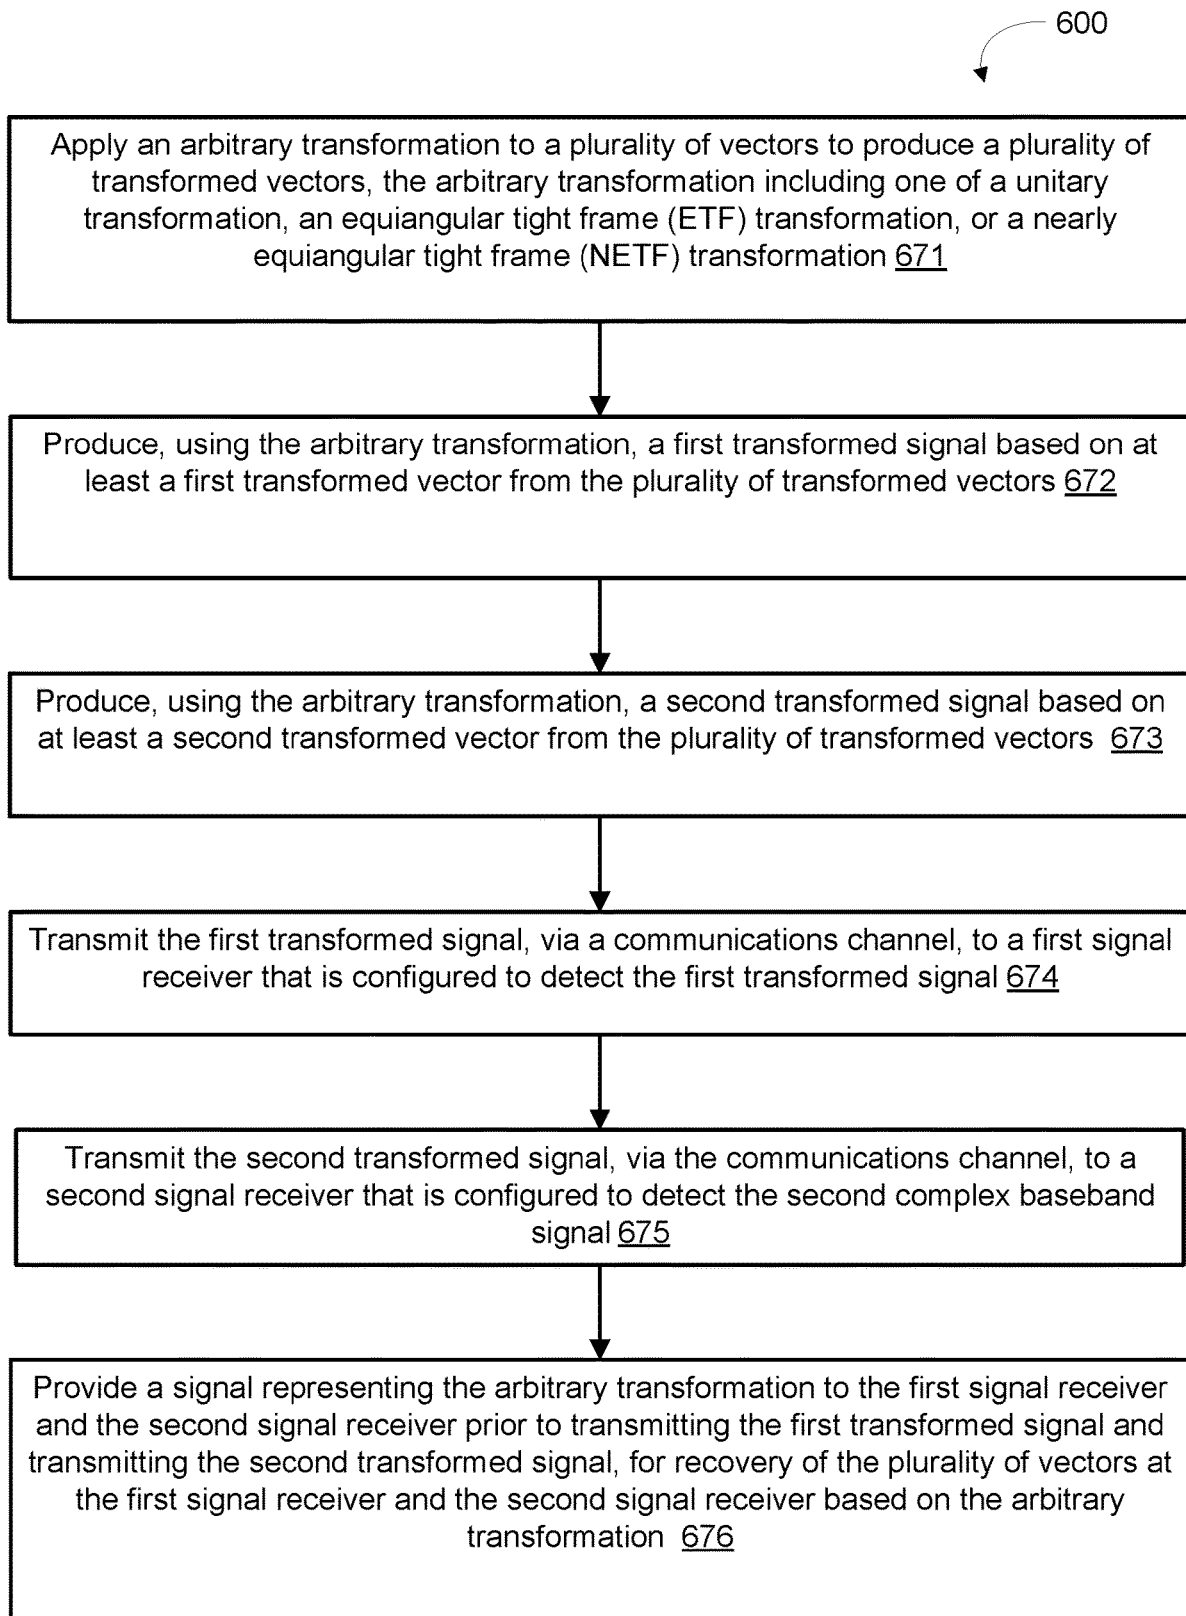 600
Apply an arbitrary transformation to a plurality of vectors to produce a plurality of
transformed vectors, the arbitrary transformation including one of a unitary
transformation, an equiangular tight frame (ETF) transformation, or a nearly
equiangular tight frame (NETF) transformation 671
Produce, using the arbitrary transformation, a first transformed signal based on at
least a first transformed vector from the plurality of transformed vectors 672
Produce, using the arbitrary transformation, a second transformed signal based on
at least a second transformed vector from the plurality of transformed vectors 673
Transmit the first transformed signal, via a communications channel, to a first signal
receiver that is configured to detect the first transformed signal 674
Transmit the second transformed signal, via the communications channel, to a
second signal receiver that is configured to detect the second complex baseband
signal 675
Provide a signal representing the arbitrary transformation to the first signal receiver
and the second signal receiver prior to transmitting the first transformed signal and
transmitting the second transformed signal, for recovery of the plurality of vectors at
the first signal receiver and the second signal receiver based on the arbitrary
transformation 676